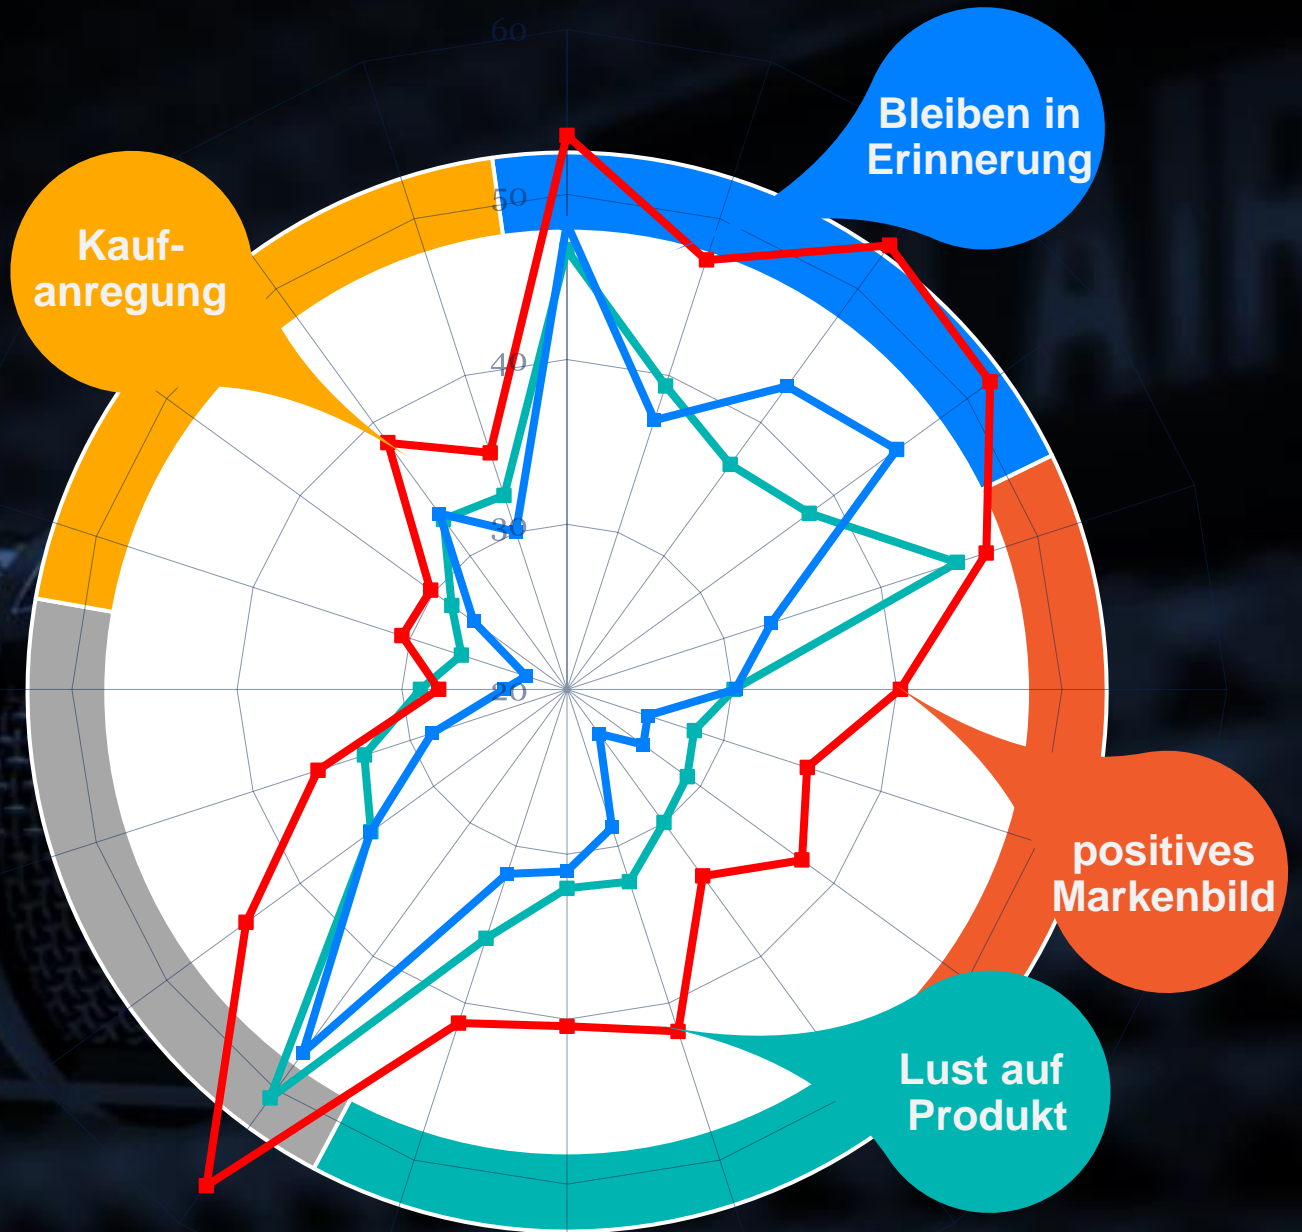 60
Bleiben in
Erinnerung
50
Kauf-
anregung
40
30
20
positives
Markenbild
Lust auf
Produkt